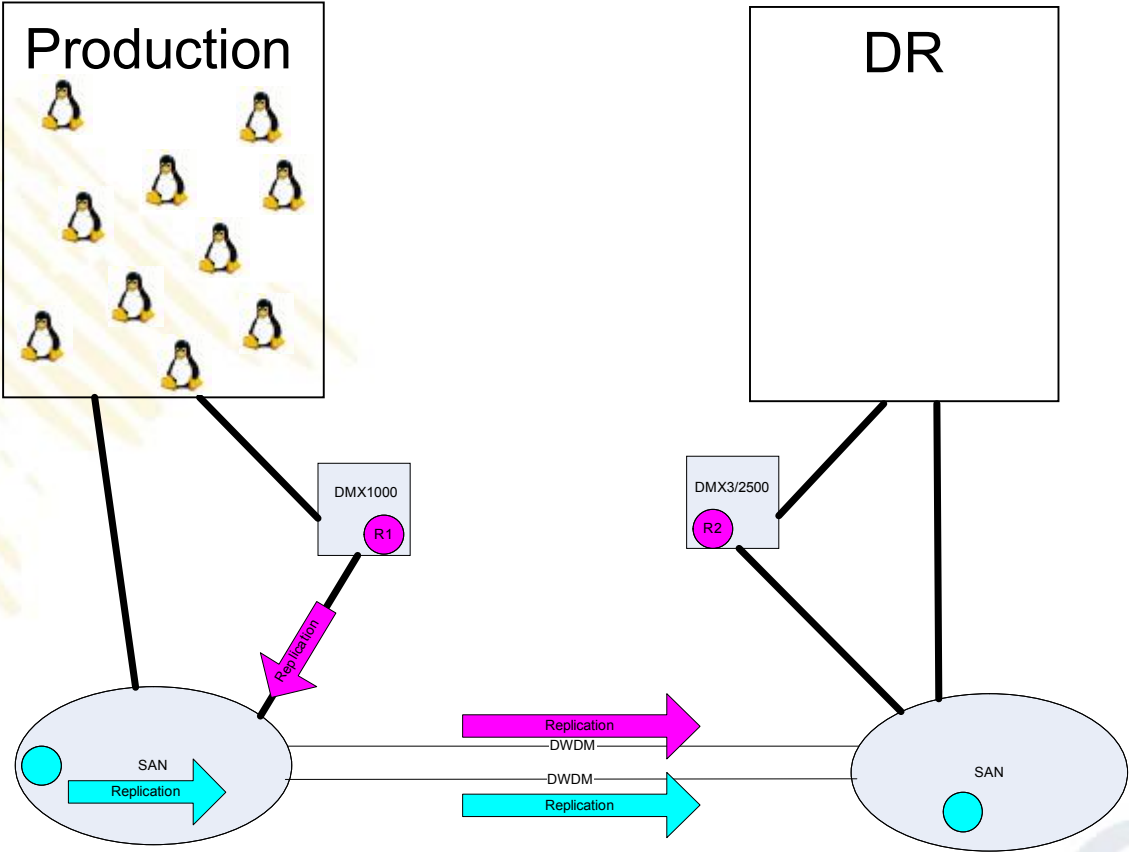 Production
DR
DMX1000
R1
DMX3/2500
R2
Replication
Replication
DWDM
SAN
Replication
DWDM
Replication
SAN